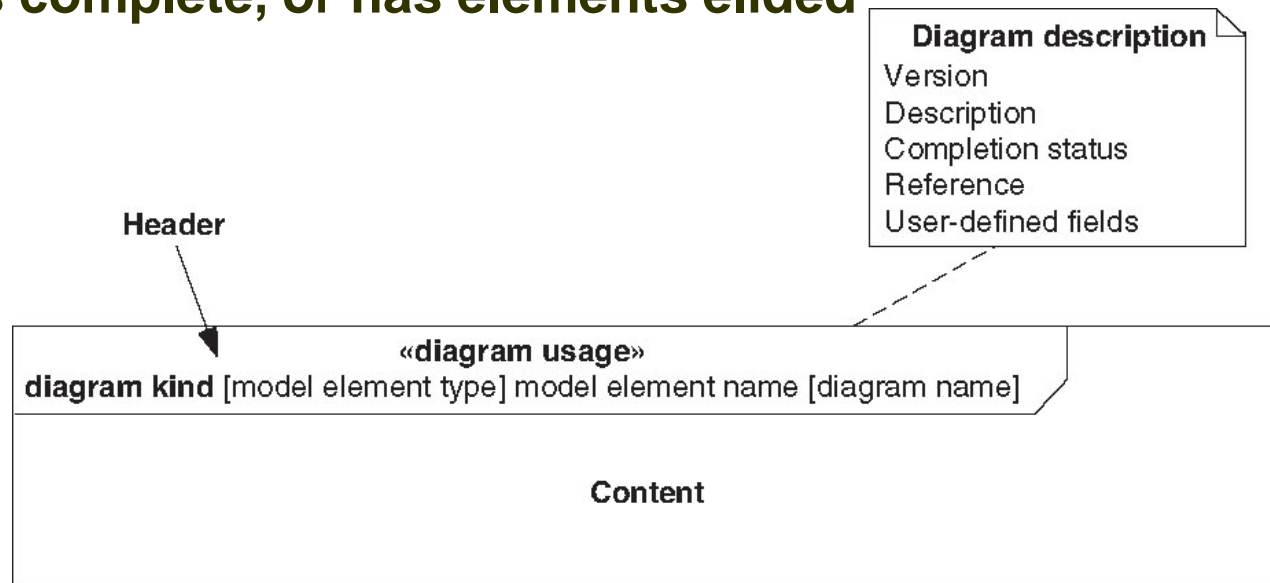 complete, or has elements elided
Diagram description
Version
Description
Completion status
Reference
User-defined fields
Header
«diagram usage»
diagram kind [model element type] model element name [diagram name]
Content